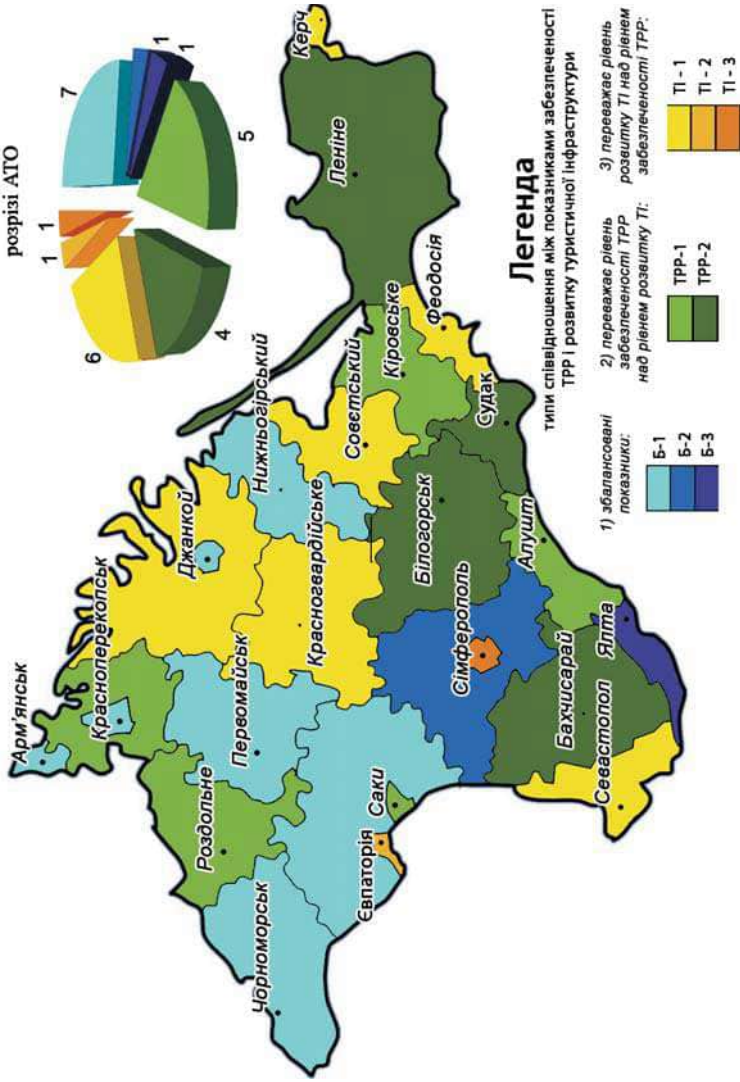 розрізі АТО
1
1
7
1
1
5
4
6
Арм'янськ
Красноперекопськ
Джанкой
Нижньогірський
Роздольне
Первомайськ
Чорноморськ
Красногвардійське
Совєтський
Кіровське
Леніне
Керч
Феодосія
Саки
Євпаторія
Сімферополь
Білогорськ
Судак
Алушт
Бахчисарай
Ялта
Севастопол
Легенда
типи співвідношення між показниками забезпеченості
ТРР і розвитку туристичної інфраструктури
1) збалансовані
показники:
Б-1
Б-2
Б-3
2) переважає рівень
забезпеченості ТРР
над рівнем розвитку ТІ:
ТРР-1
ТРР-2
3) переважає рівень
розвитку ТІ над рівнем
забезпеченості ТРР:
ТІ - 1
ТІ - 2
ТІ - 3